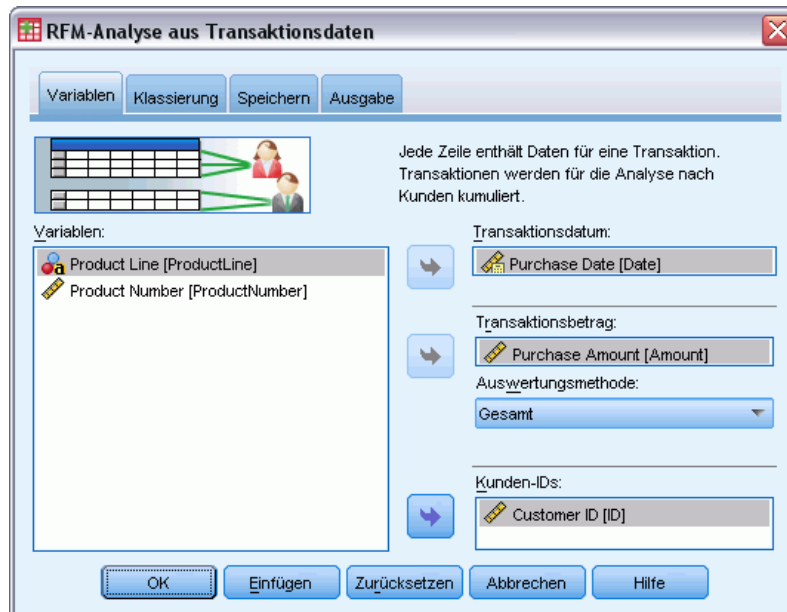 RFM-Analyse aus Transaktionsdaten
Variablen
Klassierung
Speichern
Ausgabe
Jede Zeile enthält Daten für eine Transaktion.
Transaktionen werden für die Analyse nach
Kunden kumuliert.
Variablen:
a Product Line [ProductLine]
Product Number [ProductNumber]
Transaktionsdatum:
Purchase Date [Date]
Transaktionsbetrag:
Purchase Amount [Amount]
Auswertungsmethode:
Gesamt
Kunden-IDs:
Customer ID [ID]
OK
Einfügen
Zurücksetzen
Abbrechen
Hilfe